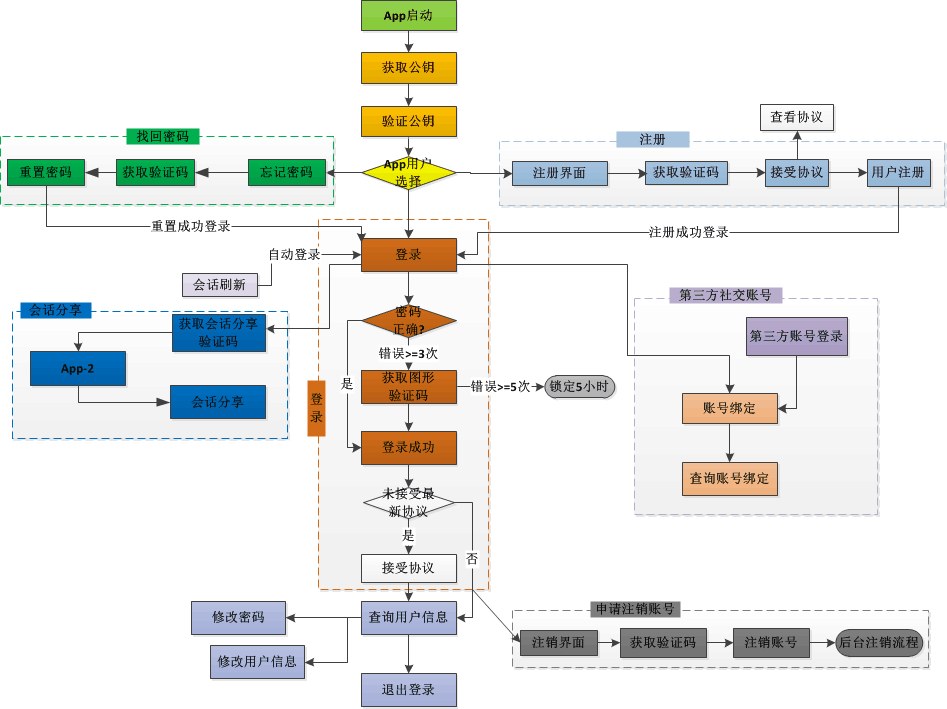 App启动
获取公钥
验证公钥
App用户
选择
找回密码
重置密码
获取验证码
忘记密码
注册
查看协议
注册界面
获取验证码
接受协议
用户注册
重置成功登录
注册成功登录
自动登录
登录
会话刷新
会话分享
获取会话分享
验证码
App-2
会话分享
密码
正确?
错误>=3次
是
获取图形
验证码
错误>=5次
锁定5小时
登
录
登录成功
未接受最
新协议
是
否
接受协议
第三方社交账号
第三方账号登录
账号绑定
查询账号绑定
修改密码
查询用户信息
修改用户信息
退出登录
申请注销账号
注销界面
获取验证码
注销账号
后台注销流程